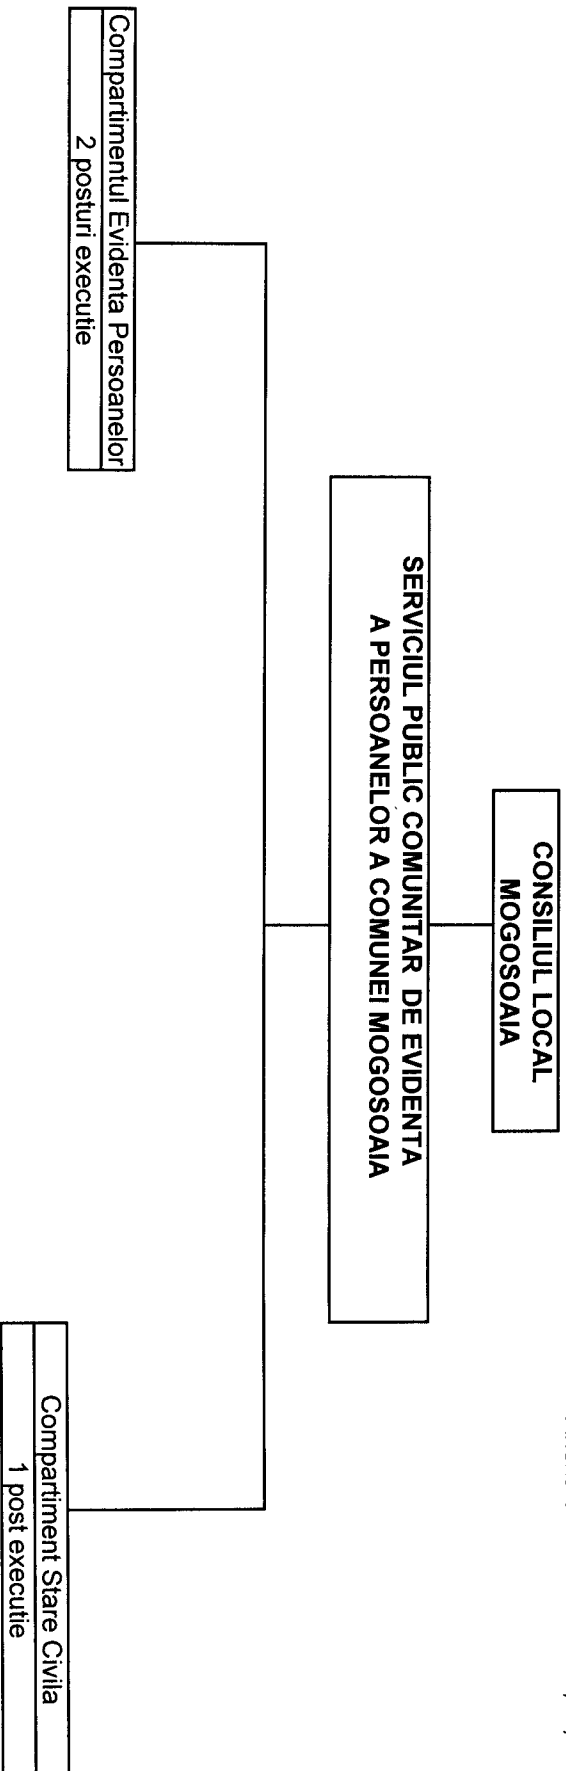 CONSILIUL LOCAL
MOGOSOAIA
SERVICIUL PUBLIC COMUNITAR DE EVIDENTA
A PERSOANELOR A COMUNEI MOGOSOAIA
Compartimentul Evidenta Persoanelor
2 posturi executie
Compartiment Stare Civila
1 post executie